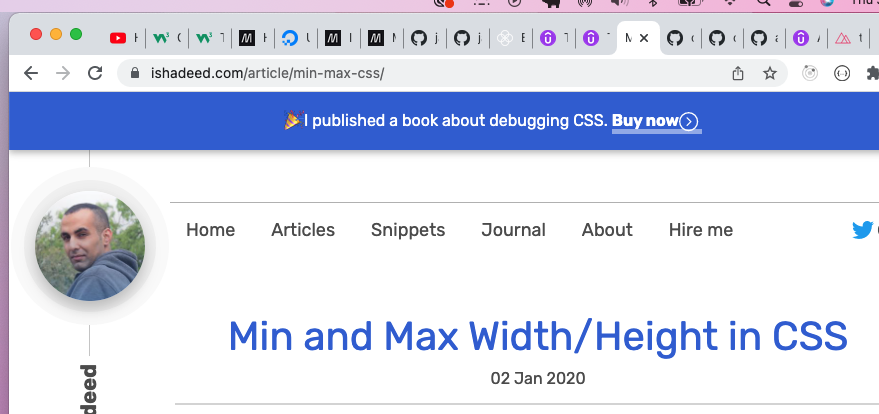 ishadeed.com/article/min-max-css/
I published a book about debugging CSS. Buy now
Home Articles Snippets Journal About Hire me
Min and Max Width/Height in CSS
02 Jan 2020
deed